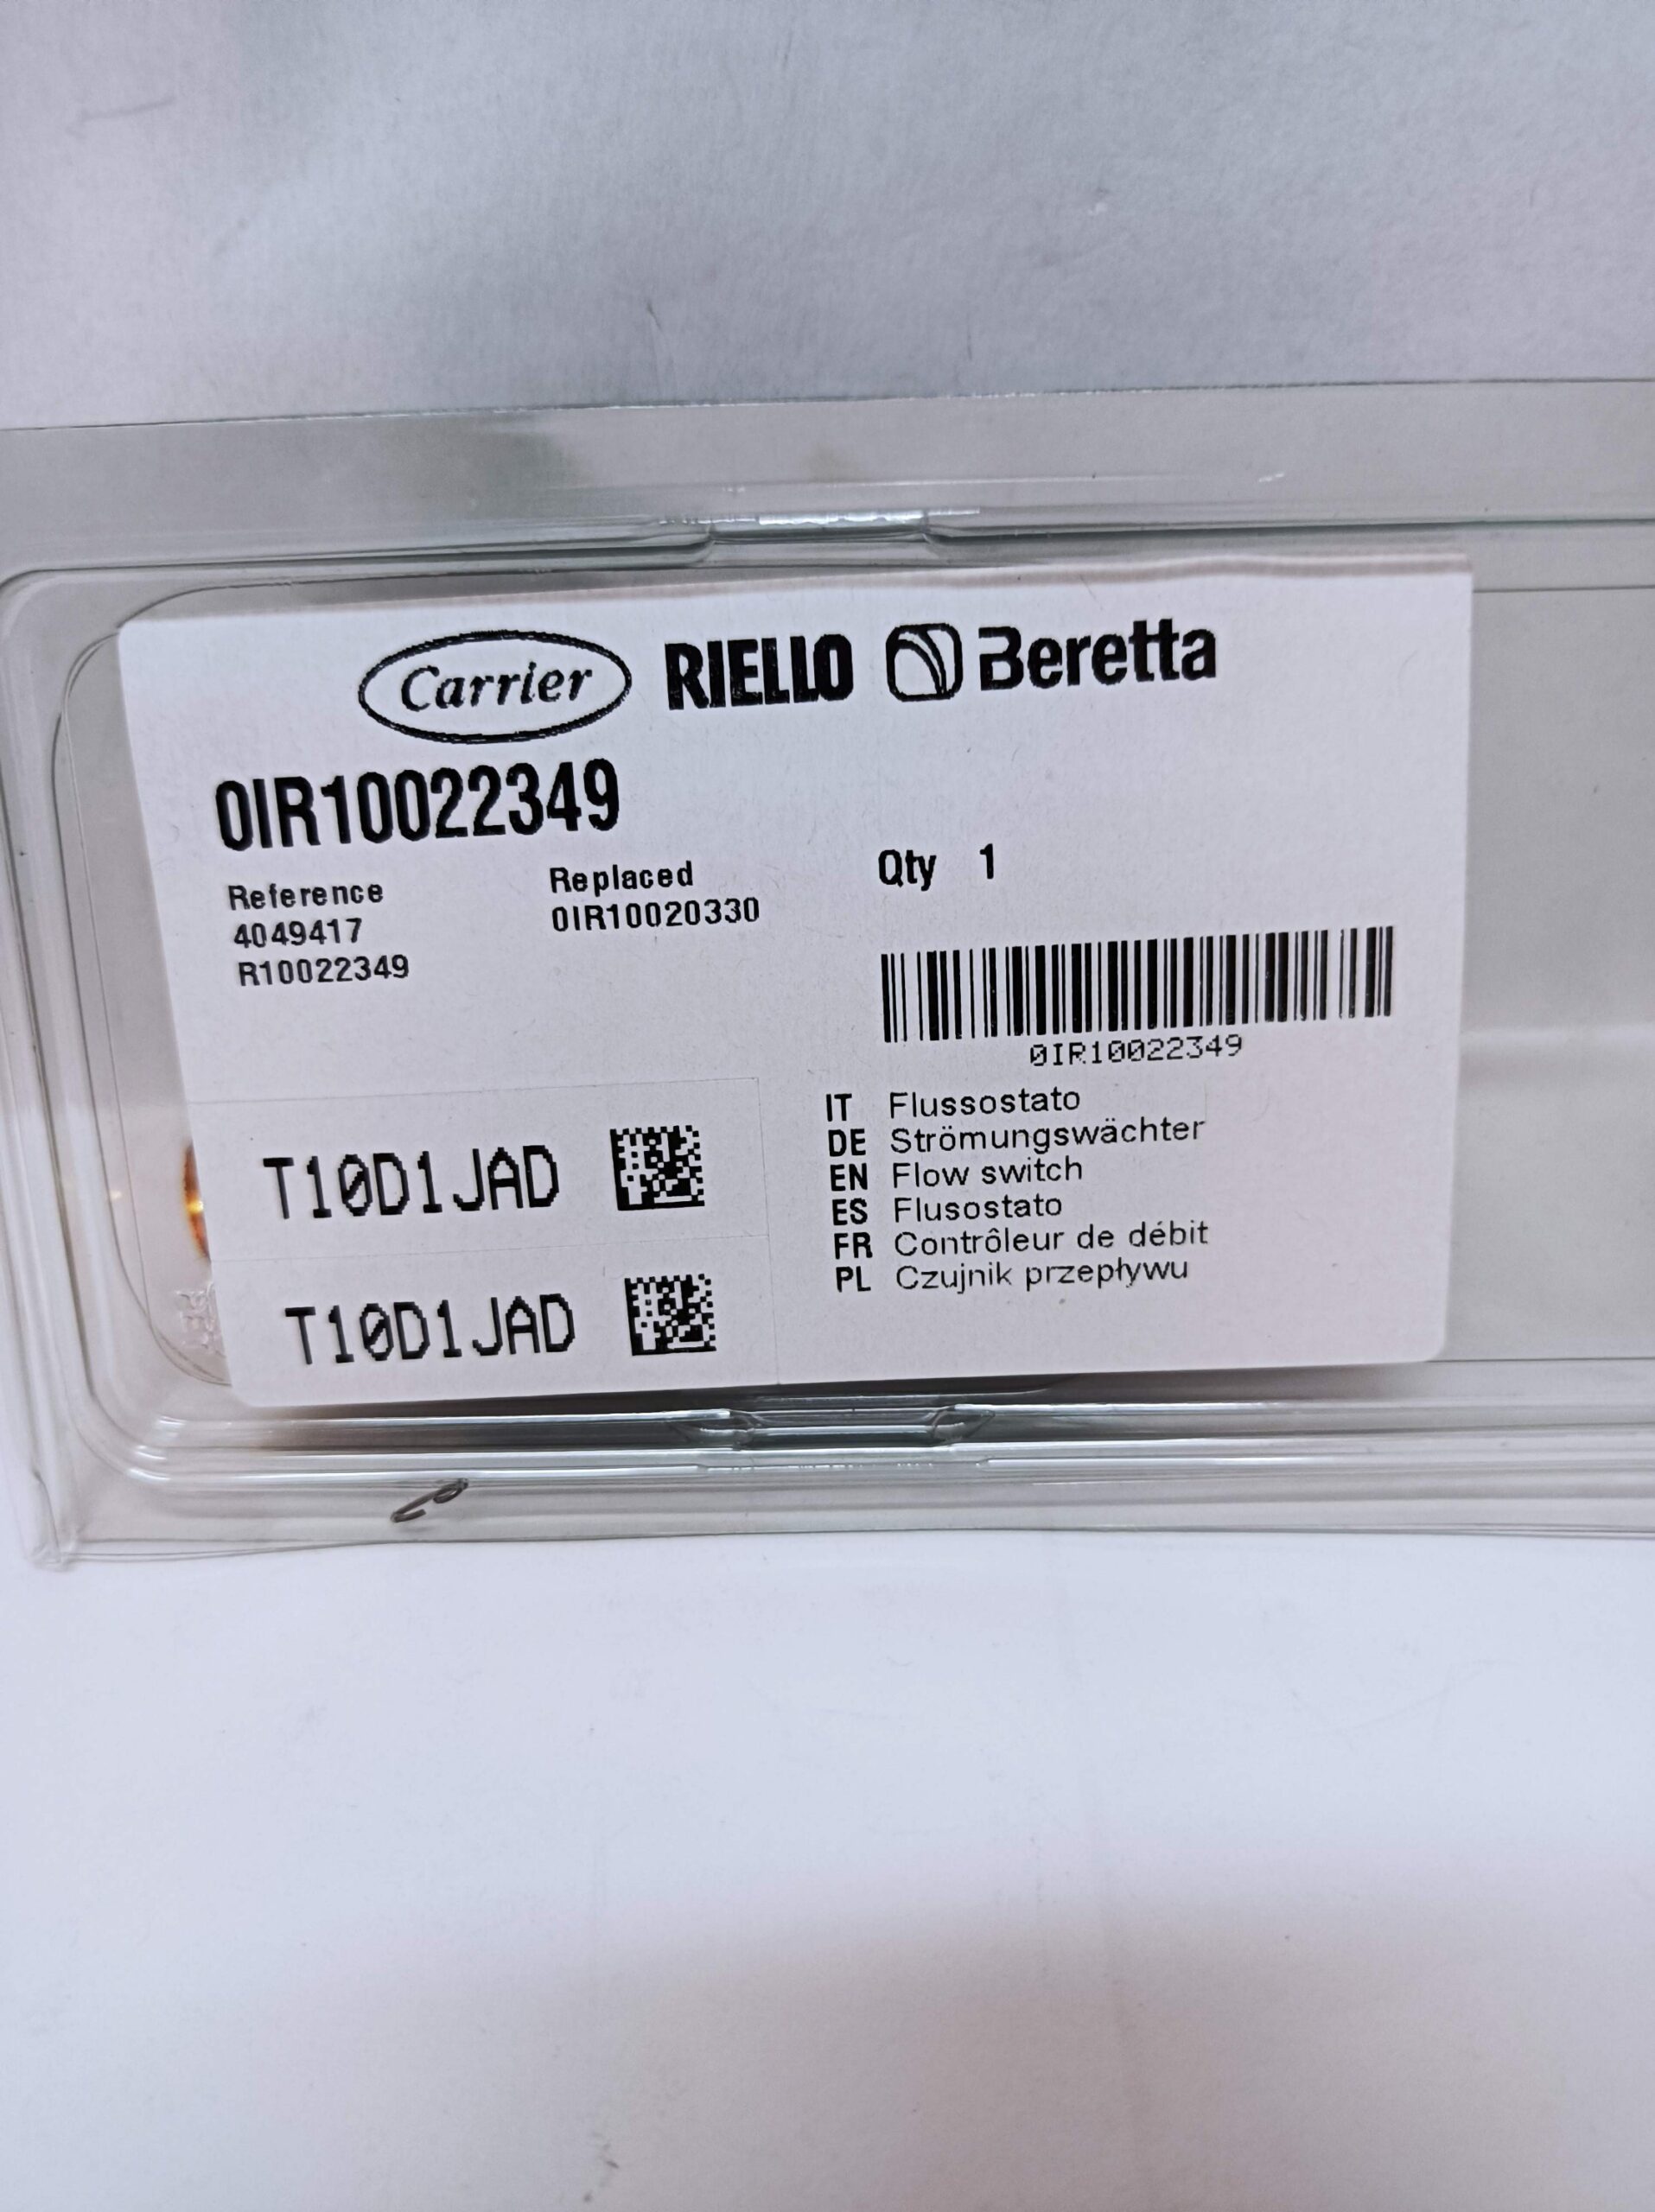 Carrier RIELLO Beretta
0IR10022349
Reference
4049417
R10022349
Replaced
0IR10020330
Qty 1
0IR10022349
T10D1JAD
T10D1JAD
IT Flussostato
DE Strömungswächter
EN Flow switch
ES Flusostato
FR Contrôleur de débit
PL Czujnik przepływu